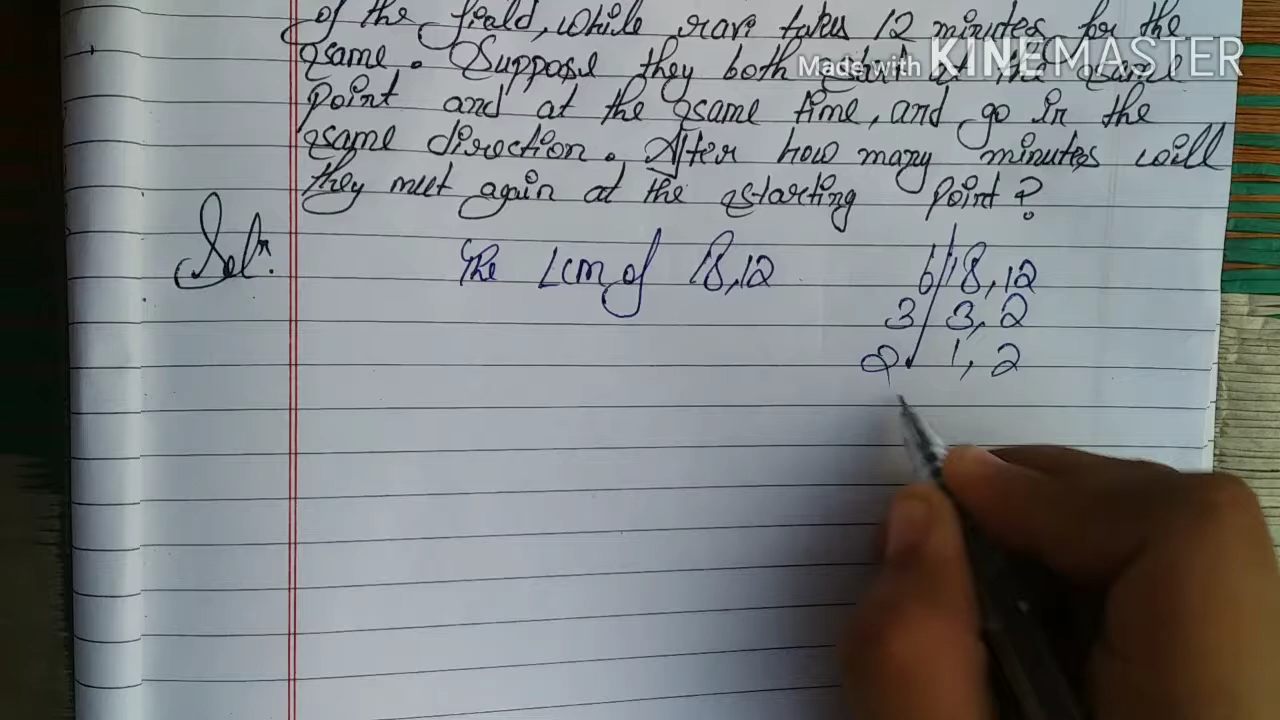 of the field, while ravi takes 12 minutes for the
Made with KINEMASTER
same. Suppose they both start at the same
point and at the same time, and go in the
same direction. After how many minutes will
they meet again at the starting point?
Solⁿ. The Lcm of 18,12
6 18, 12
3 3, 2
2 1, 2